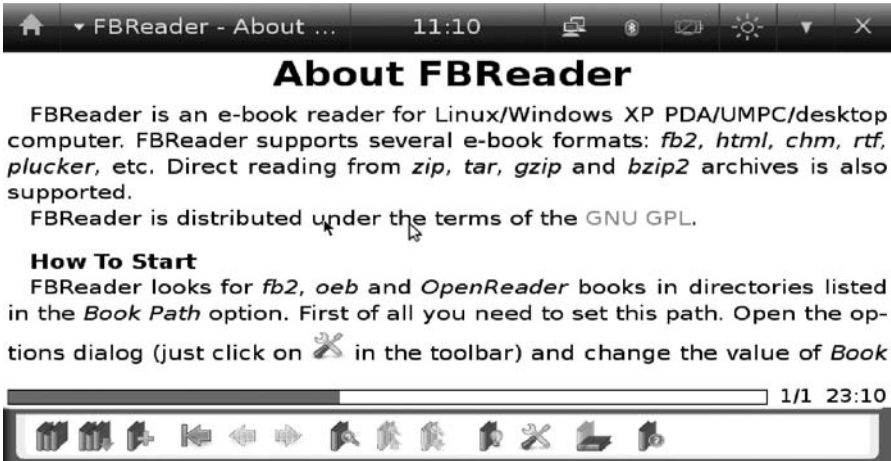 FBReader - About ...
11:10
About FBReader
FBReader is an e-book reader for Linux/Windows XP PDA/UMPC/desktop
computer. FBReader supports several e-book formats: fb2, html, chm, rtf,
plucker, etc. Direct reading from zip, tar, gzip and bzip2 archives is also
supported.
FBReader is distributed under the terms of the GNU GPL.
How To Start
FBReader looks for fb2, oeb and OpenReader books in directories listed
in the Book Path option. First of all you need to set this path. Open the op-
tions dialog (just click on in the toolbar) and change the value of Book
1/1 23:10